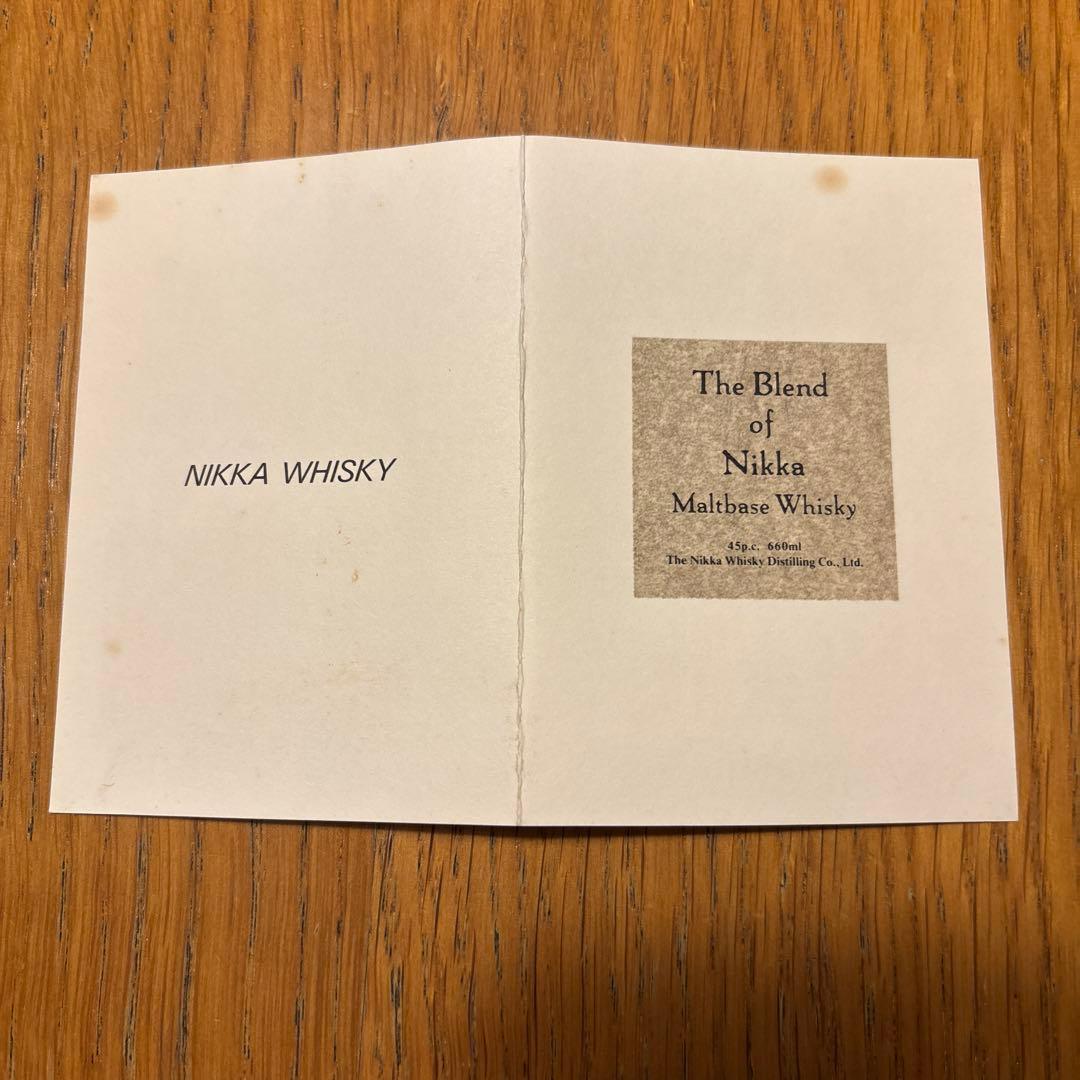 NIKKA WHISKY
The Blend
of
Nikka
Maltbase Whisky
45p.c. 660ml
The Nikka Whisky Distilling Co., Ltd.